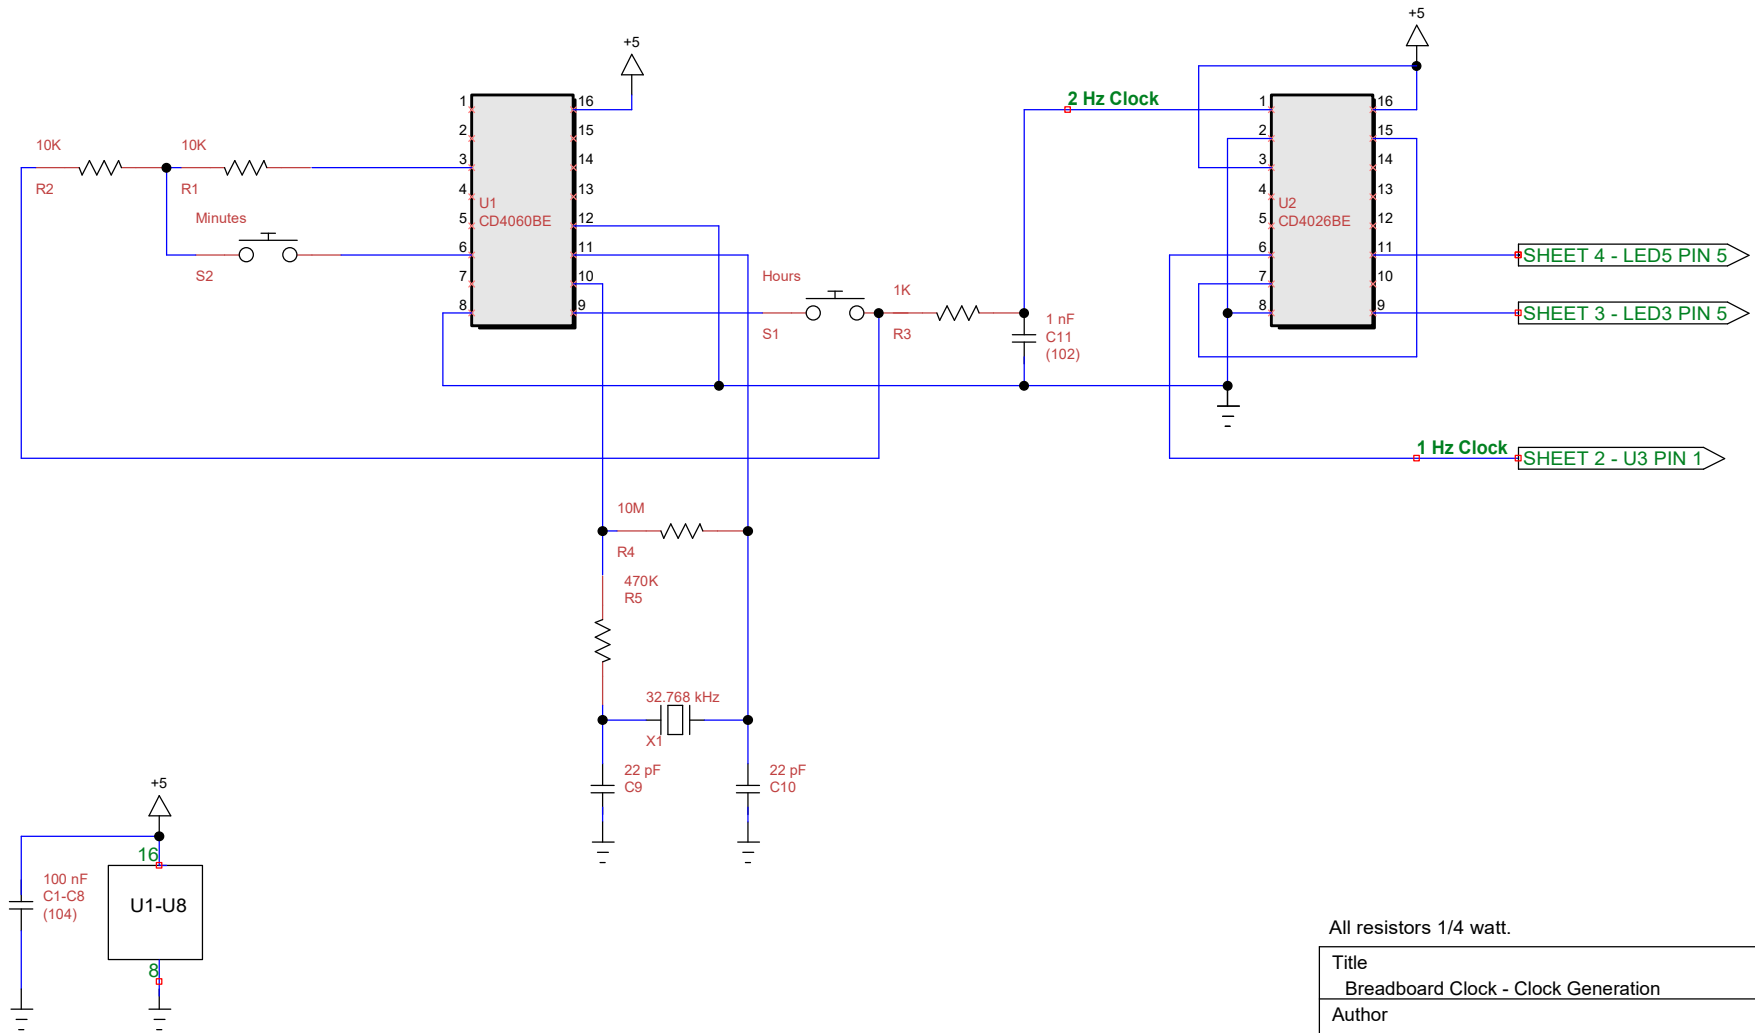 +5
+5
1
2
3
4
5
6
7
8
16
15
14
13
12
11
10
9
U1
CD4060BE
2 Hz Clock
1
2
3
4
5
6
7
8
16
15
14
13
12
11
10
9
U2
CD4026BE
10K
R2
10K
R1
Minutes
S2
Hours
S1
1K
R3
1 nF
C11
(102)
SHEET 4 - LED5 PIN 5
SHEET 3 - LED3 PIN 5
1 Hz Clock
SHEET 2 - U3 PIN 1
10M
R4
470K
R5
32.768 kHz
X1
22 pF
C9
22 pF
C10
+5
16
100 nF
C1-C8
(104)
U1-U8
8
All resistors 1/4 watt.
Title
Breadboard Clock - Clock Generation
Author